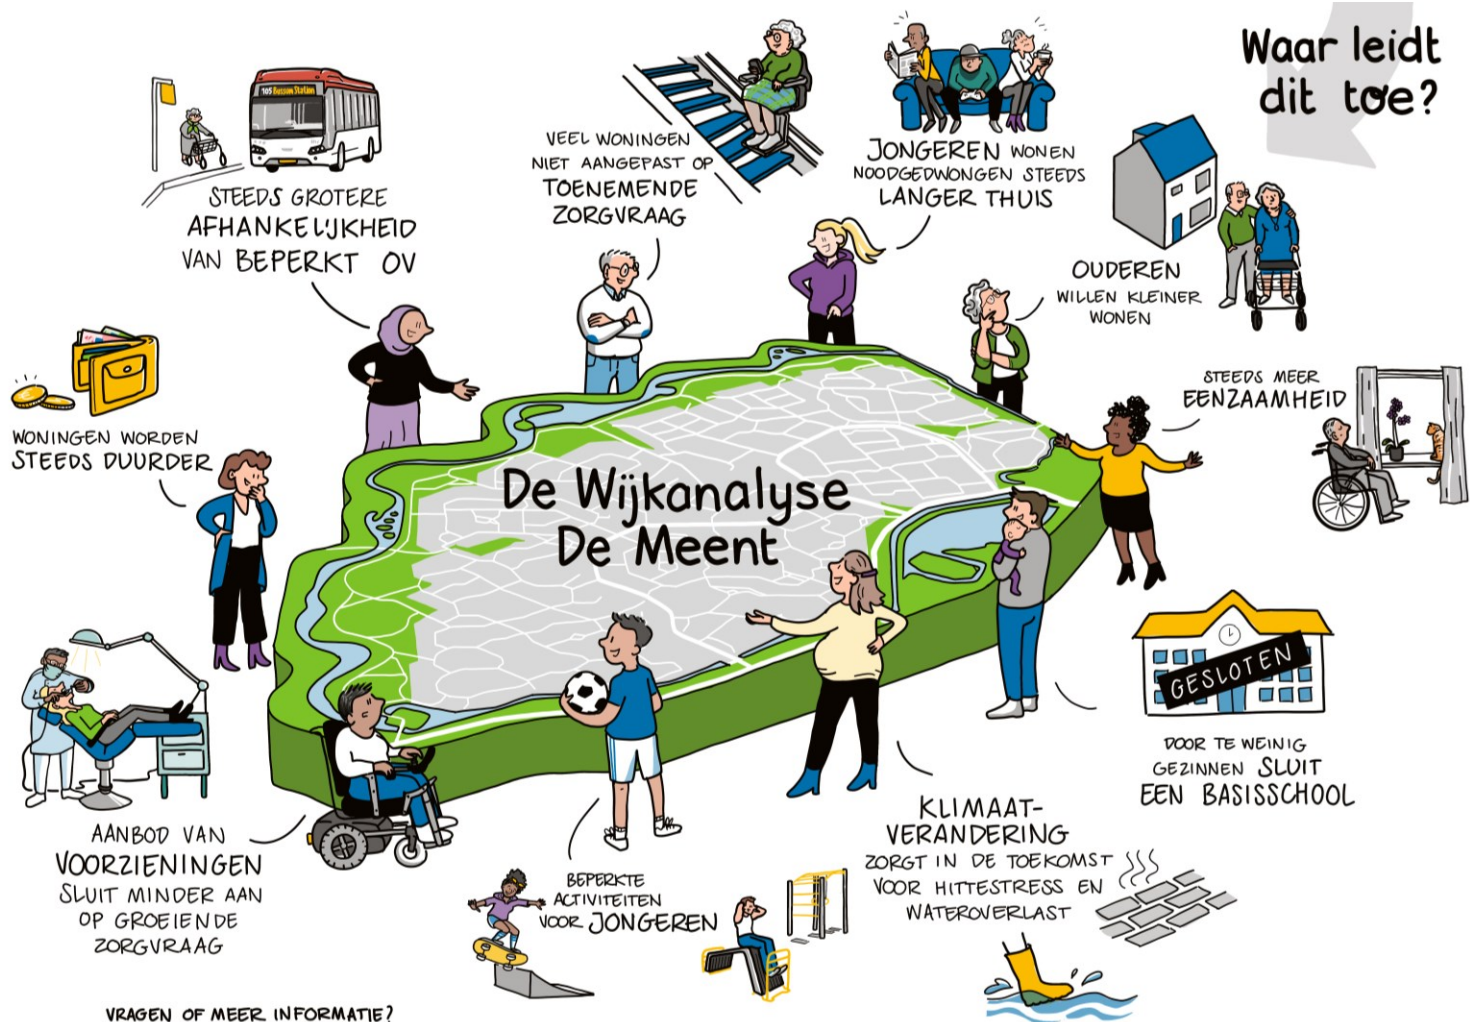 Waar leidt
dit toe?
105 Bussum Station
STEEDS GROTERE
AFHANKELIJKHEID
VAN BEPERKT OV
VEEL WONINGEN
NIET AANGEPAST OP
TOENEMENDE
ZORGVRAAG
JONGEREN WONEN
NOODGEDWONGEN STEEDS
LANGER THUIS
OUDEREN
WILLEN KLEINER
WONEN
STEEDS MEER
EENZAAMHEID
WONINGEN WORDEN
STEEDS DUURDER
De Wijkanalyse
De Meent
GESLOTEN
DOOR TE WEINIG
GEZINNEN SLUIT
EEN BASISSCHOOL
AANBOD VAN
VOORZIENINGEN
SLUIT MINDER AAN
OP GROEIENDE
ZORGVRAAG
BEPERKTE
ACTIVITEITEN
VOOR JONGEREN
KLIMAAT-
VERANDERING
ZORGT IN DE TOEKOMST
VOOR HITTESTRESS EN
WATEROVERLAST
VRAGEN OF MEER INFORMATIE?